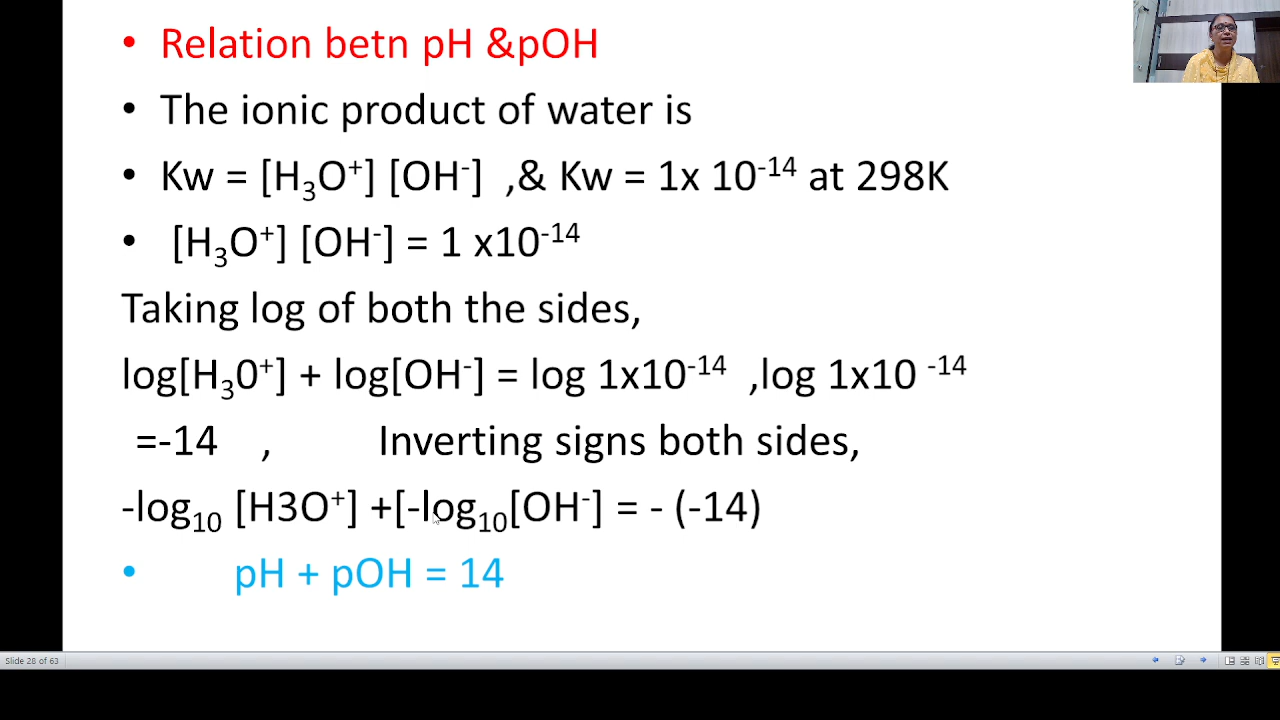 • Relation betn pH &pOH
• The ionic product of water is
• Kw = [H₃O⁺] [OH⁻] ,& Kw = 1x 10⁻¹⁴ at 298K
• [H₃O⁺] [OH⁻] = 1 x10⁻¹⁴
Taking log of both the sides,
log[H₃0⁺] + log[OH⁻] = log 1x10⁻¹⁴ ,log 1x10 ⁻¹⁴
=-14 , Inverting signs both sides,
-log₁₀ [H3O⁺] +[-log₁₀[OH⁻] = - (-14)
• pH + pOH = 14
Slide 28 of 63